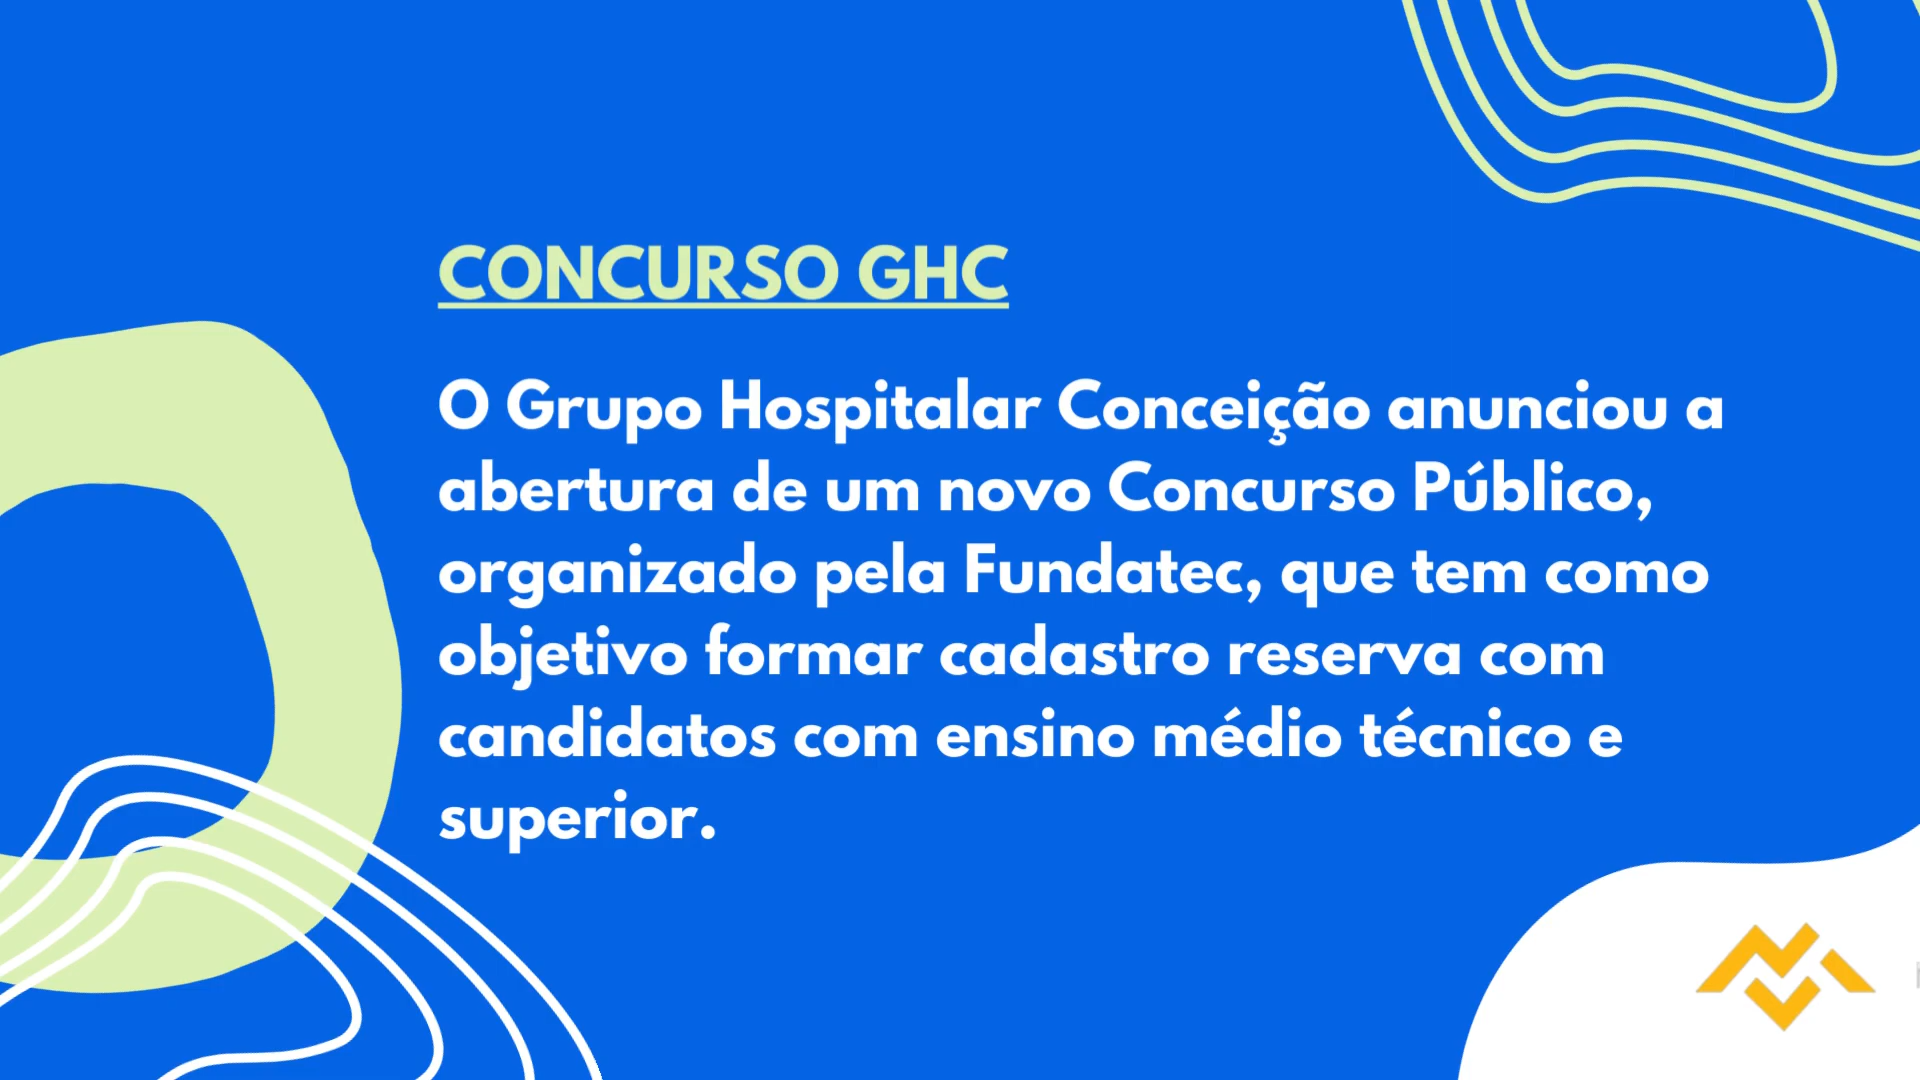 CONCURSO GHC
O Grupo Hospitalar Conceição anunciou a
abertura de um novo Concurso Público,
organizado pela Fundatec, que tem como
objetivo formar cadastro reserva com
candidatos com ensino médio técnico e
superior.